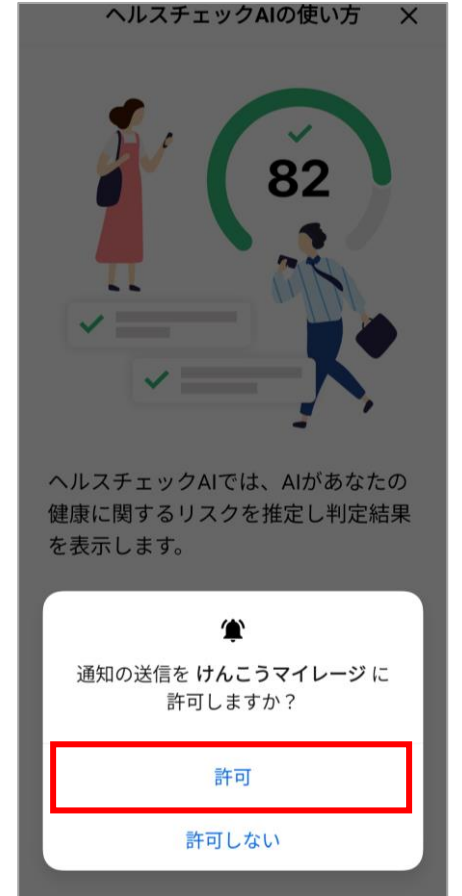 ヘルスチェックAIの使い方 ×
82
ヘルスチェックAIでは、AIがあなたの
健康に関するリスクを推定し判定結果
を表示します。
通知の送信を けんこうマイレージ に
許可しますか？
許可
許可しない